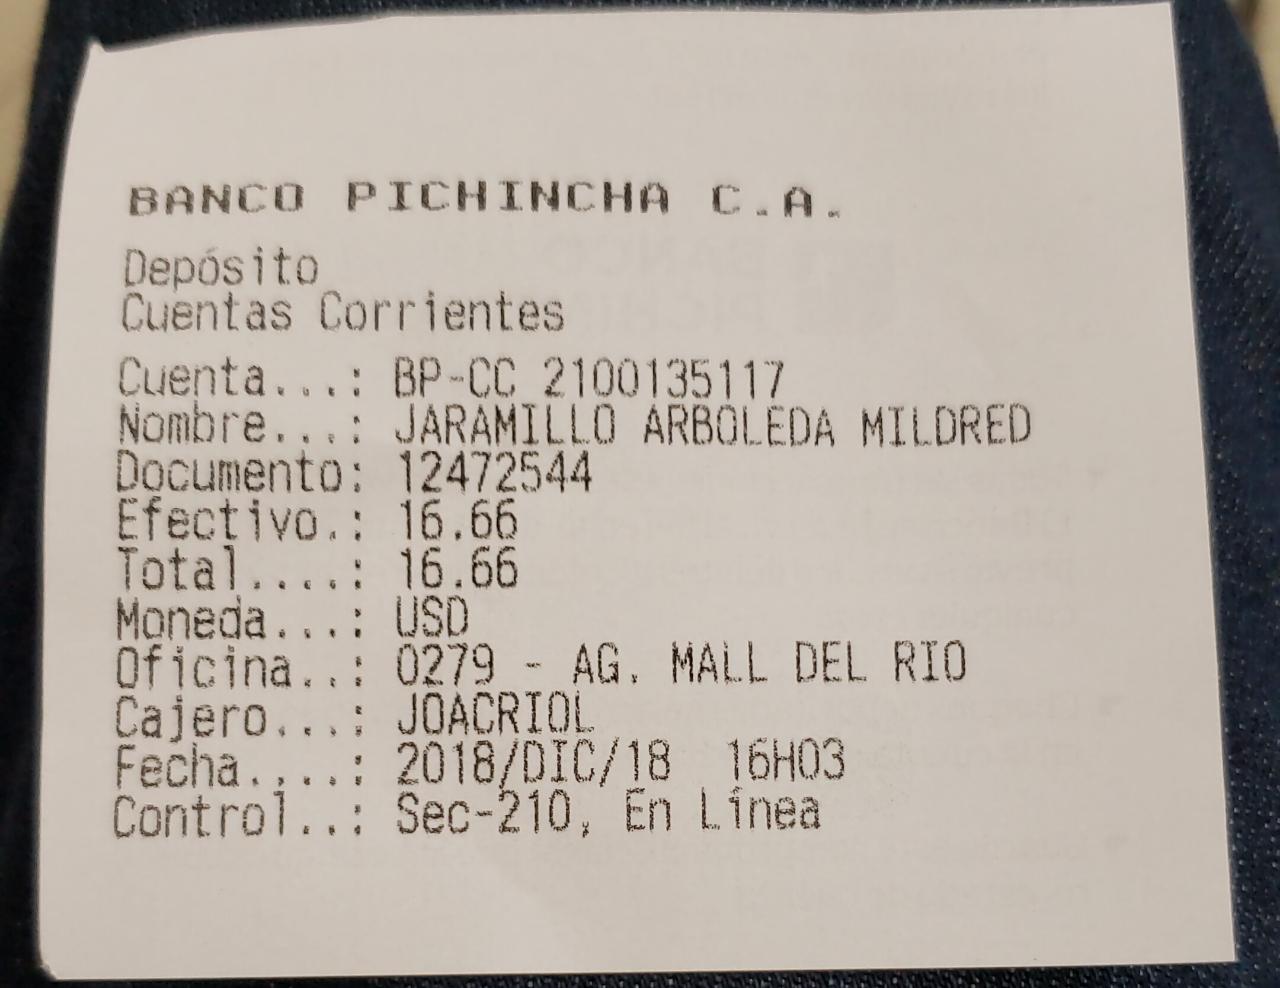 BANCO PICHINCHA C.A.
Depósito
Cuentas Corrientes
Cuenta...: BP-CC 2100135117
Nombre...: JARAMILLO ARBOLEDA MILDRED
Documento: 12472544
Efectivo.: 16.66
Total....: 16.66
Moneda...: USD
Oficina..: 0279 - AG. MALL DEL RIO
Cajero...: JOACRIOL
Fecha....: 2018/DIC/18 16H03
Control..: Sec-210, En Línea